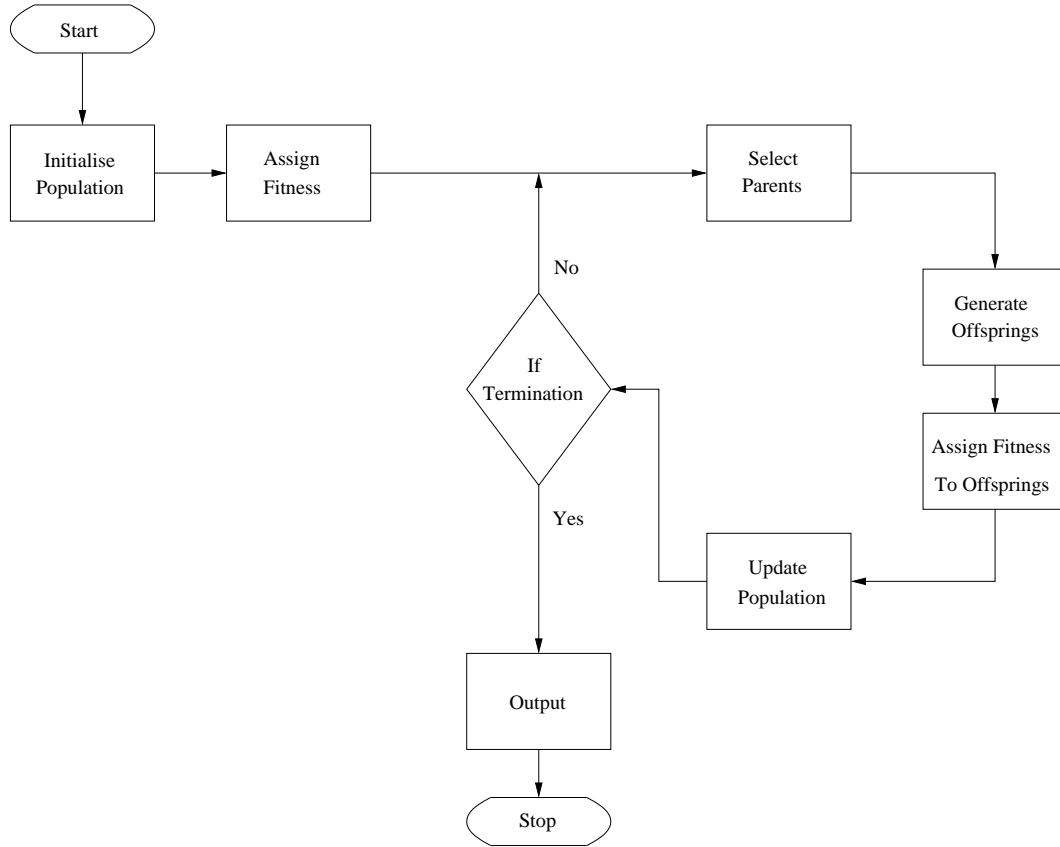 Start
Initialise
Population
Assign
Fitness
Select
Parents
No
Generate
Offsprings
If
Termination
Assign Fitness
To Offsprings
Yes
Update
Population
Output
Stop